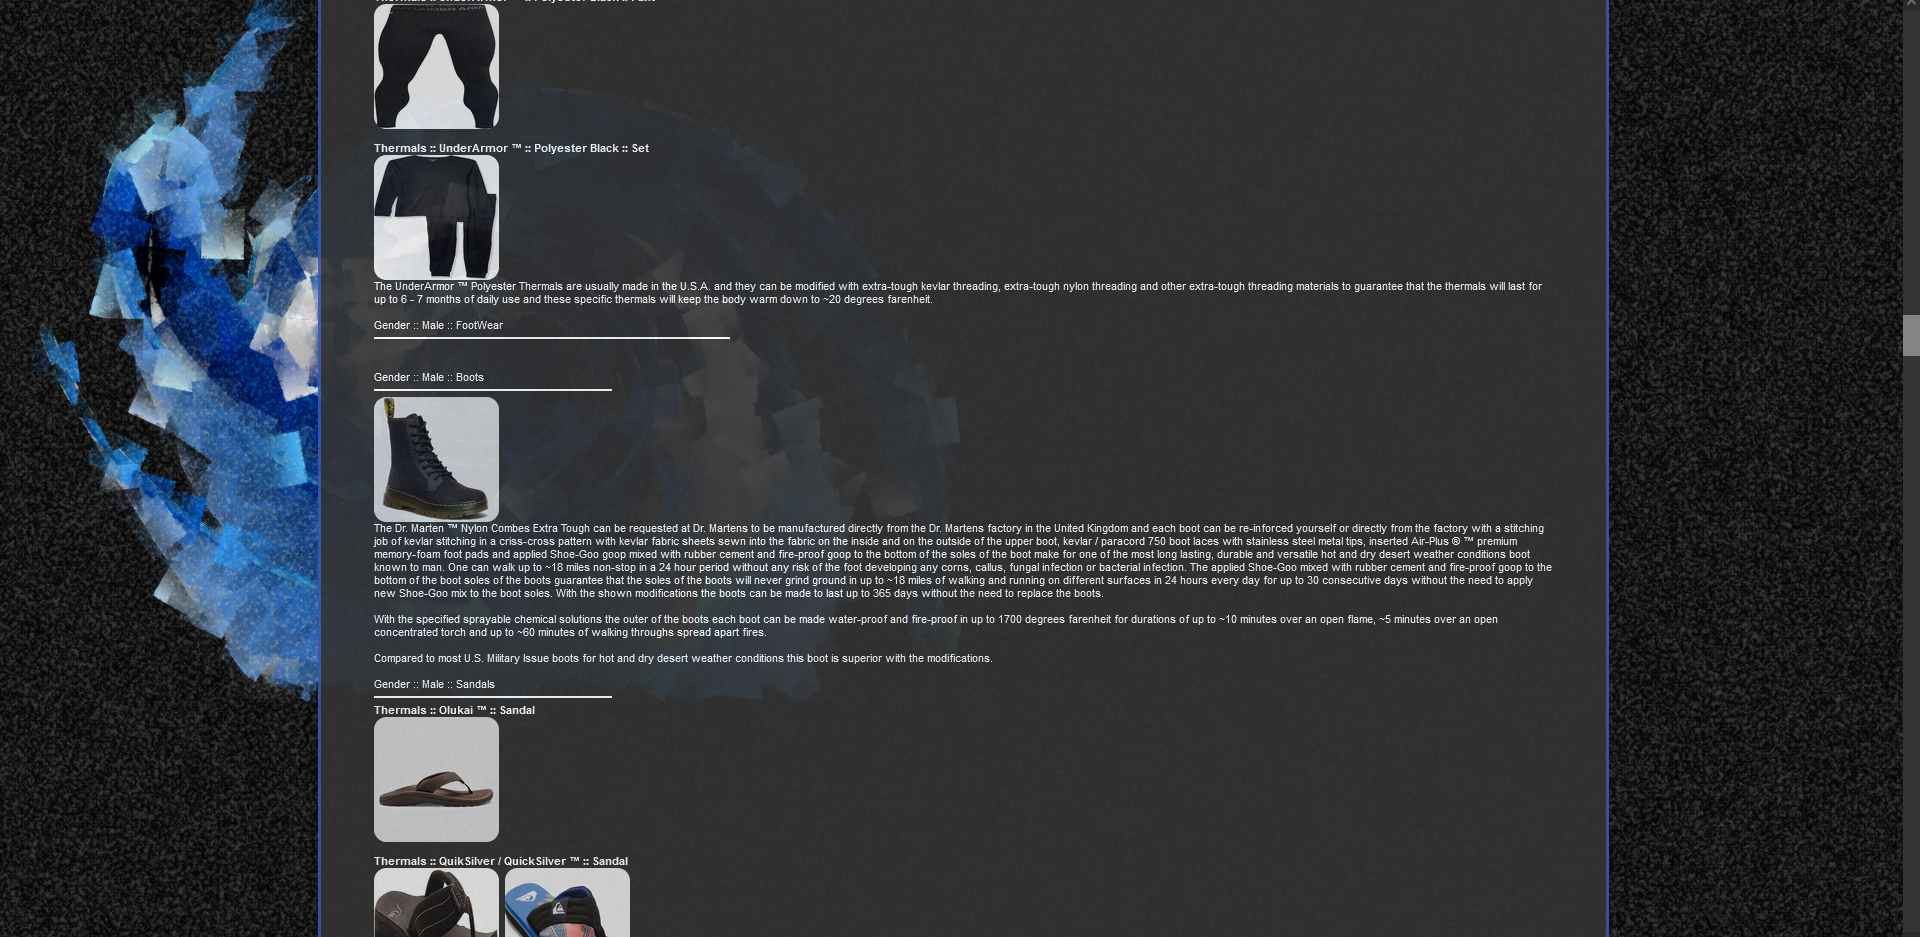 Thermals :: UnderArmor ™ :: Polyester Black :: Pant
Thermals :: UnderArmor ™ :: Polyester Black :: Set
The UnderArmor ™ Polyester Thermals are usually made in the U.S.A. and they can be modified with extra-tough kevlar threading, extra-tough nylon threading and other extra-tough threading materials to guarantee that the thermals will last for
up to 6 - 7 months of daily use and these specific thermals will keep the body warm down to ~20 degrees farenheit.
Gender :: Male :: FootWear
Gender :: Male :: Boots
The Dr. Marten ™ Nylon Combes Extra Tough can be requested at Dr. Martens to be manufactured directly from the Dr. Martens factory in the United Kingdom and each boot can be re-inforced yourself or directly from the factory with a stitching
job of kevlar stitching in a criss-cross pattern with kevlar fabric sheets sewn into the fabric on the inside and on the outside of the upper boot, kevlar / paracord 750 boot laces with stainless steel metal tips, inserted Air-Plus ® ™ premium
memory-foam foot pads and applied Shoe-Goo goop mixed with rubber cement and fire-proof goop to the bottom of the soles of the boot make for one of the most long lasting, durable and versatile hot and dry desert weather conditions boot
known to man. One can walk up to ~18 miles non-stop in a 24 hour period without any risk of the foot developing any corns, callus, fungal infection or bacterial infection. The applied Shoe-Goo mixed with rubber cement and fire-proof goop to the
bottom of the boot soles of the boots guarantee that the soles of the boots will never grind ground in up to ~18 miles of walking and running on different surfaces in 24 hours every day for up to 30 consecutive days without the need to apply
new Shoe-Goo mix to the boot soles. With the shown modifications the boots can be made to last up to 365 days without the need to replace the boots.
With the specified sprayable chemical solutions the outer of the boots each boot can be made water-proof and fire-proof in up to 1700 degrees farenheit for durations of up to ~10 minutes over an open flame, ~5 minutes over an open
concentrated torch and up to ~60 minutes of walking throughs spread apart fires.
Compared to most U.S. Military Issue boots for hot and dry desert weather conditions this boot is superior with the modifications.
Gender :: Male :: Sandals
Thermals :: Olukai ™ :: Sandal
Thermals :: QuikSilver / QuickSilver ™ :: Sandal